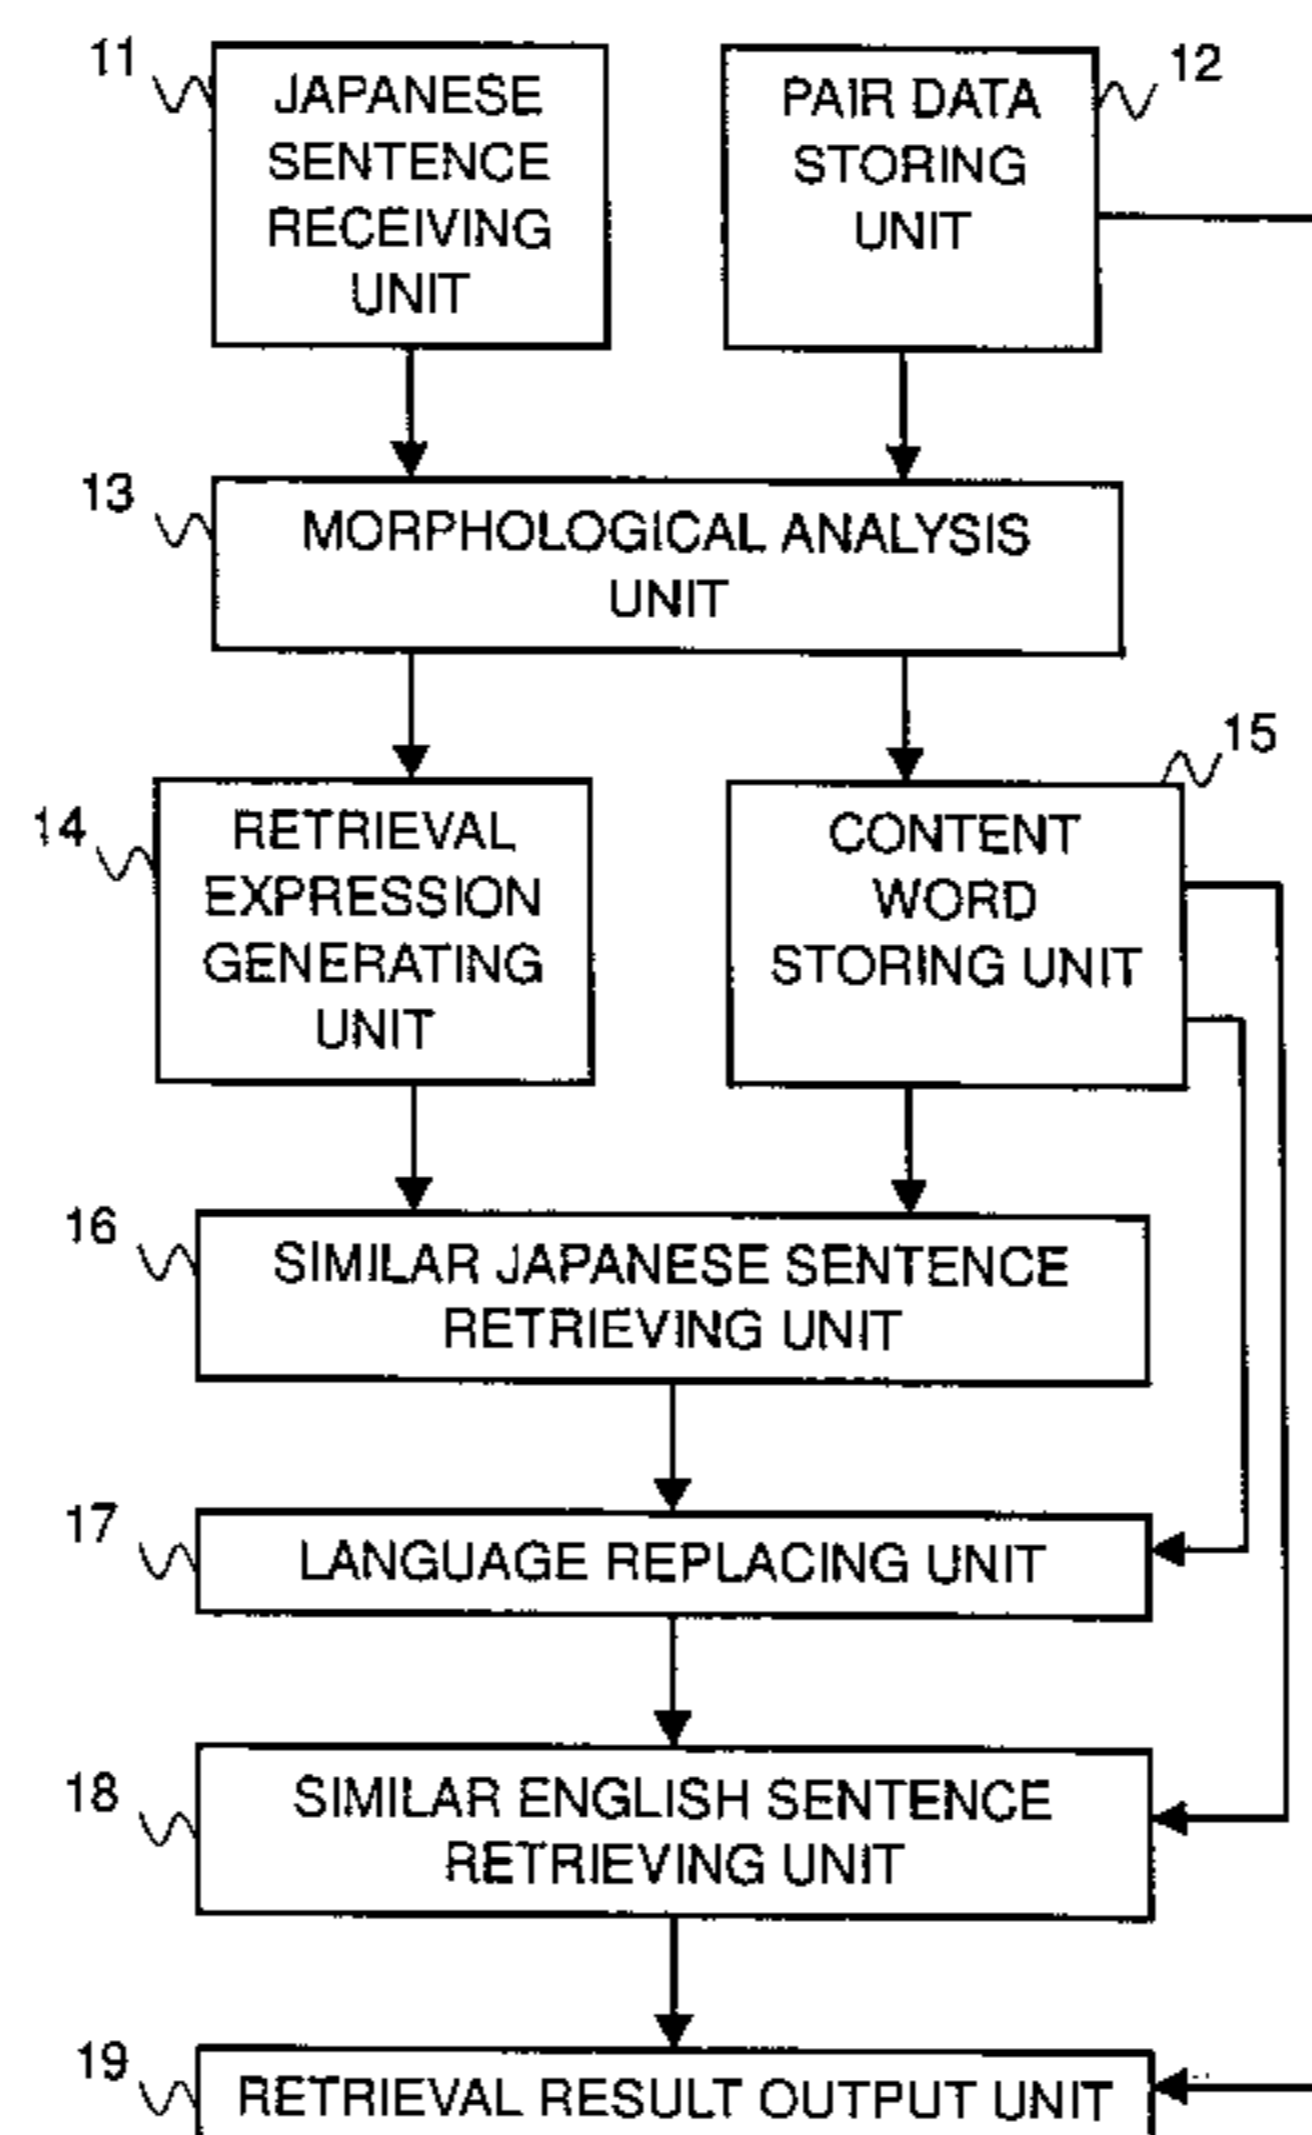 11
JAPANESE
SENTENCE
RECEIVING
UNIT
12
PAIR DATA
STORING
UNIT
13
MORPHOLOGICAL ANALYSIS
UNIT
14
RETRIEVAL
EXPRESSION
GENERATING
UNIT
15
CONTENT
WORD
STORING UNIT
16
SIMILAR JAPANESE SENTENCE
RETRIEVING UNIT
17
LANGUAGE REPLACING UNIT
18
SIMILAR ENGLISH SENTENCE
RETRIEVING UNIT
19
RETRIEVAL RESULT OUTPUT UNIT